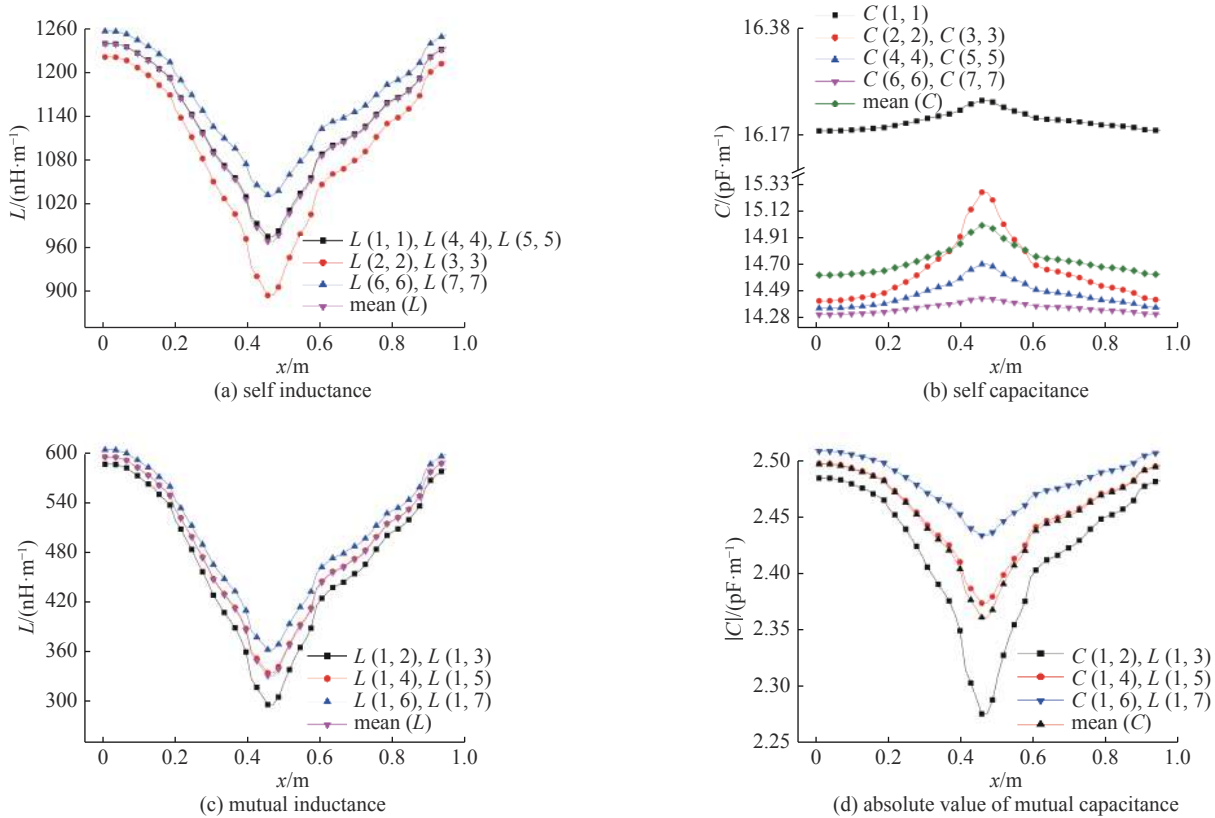 1260
1200
1140
1080
1020
960
900
L/(nH·m⁻¹)
L (1, 1), L (4, 4), L (5, 5)
L (2, 2), L (3, 3)
L (6, 6), L (7, 7)
mean (L)
0 0.2 0.4 0.6 0.8 1.0
x/m
(a) self inductance
C (1, 1)
C (2, 2), C (3, 3)
C (4, 4), C (5, 5)
C (6, 6), C (7, 7)
mean (C)
16.38
16.17
15.33
15.12
14.91
14.70
14.49
14.28
C/(pF·m⁻¹)
0 0.2 0.4 0.6 0.8 1.0
x/m
(b) self capacitance
600
540
480
420
360
300
L/(nH·m⁻¹)
L (1, 2), L (1, 3)
L (1, 4), L (1, 5)
L (1, 6), L (1, 7)
mean (L)
0 0.2 0.4 0.6 0.8 1.0
x/m
(c) mutual inductance
2.50
2.45
2.40
2.35
2.30
2.25
|C|/(pF·m⁻¹)
C (1, 2), L (1, 3)
C (1, 4), L (1, 5)
C (1, 6), L (1, 7)
mean (C)
0 0.2 0.4 0.6 0.8 1.0
x/m
(d) absolute value of mutual capacitance